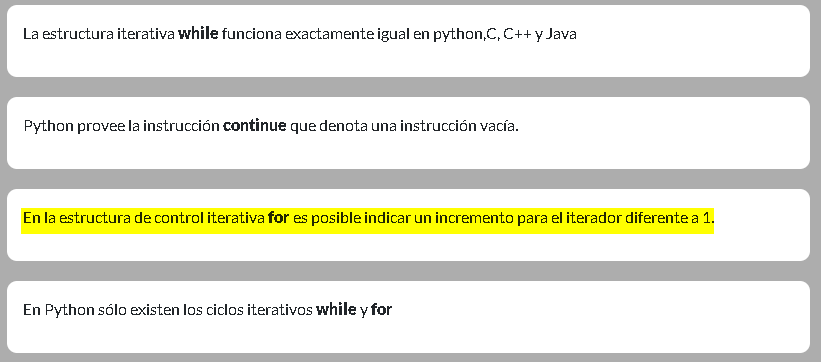 La estructura iterativa while funciona exactamente igual en python,C, C++ y Java
Python provee la instrucción continue que denota una instrucción vacía.
En la estructura de control iterativa for es posible indicar un incremento para el iterador diferente a 1.
En Python sólo existen los ciclos iterativos while y for